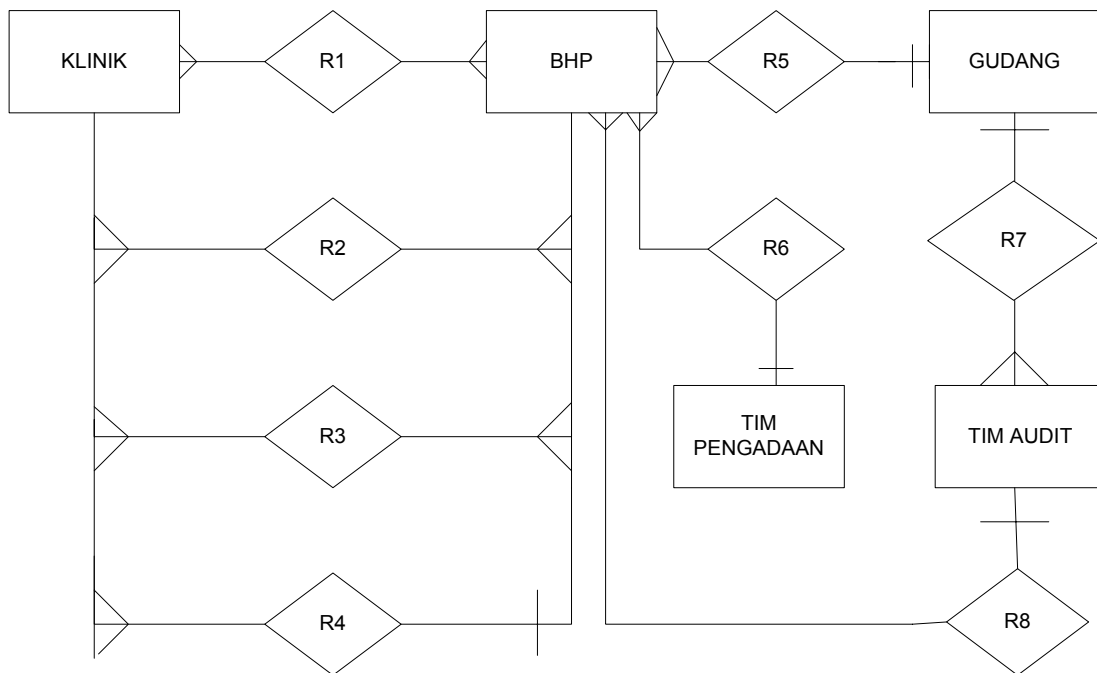 KLINIK
R1
BHP
R5
GUDANG
R2
R6
R7
R3
TIM
PENGADAAN
TIM AUDIT
R4
R8